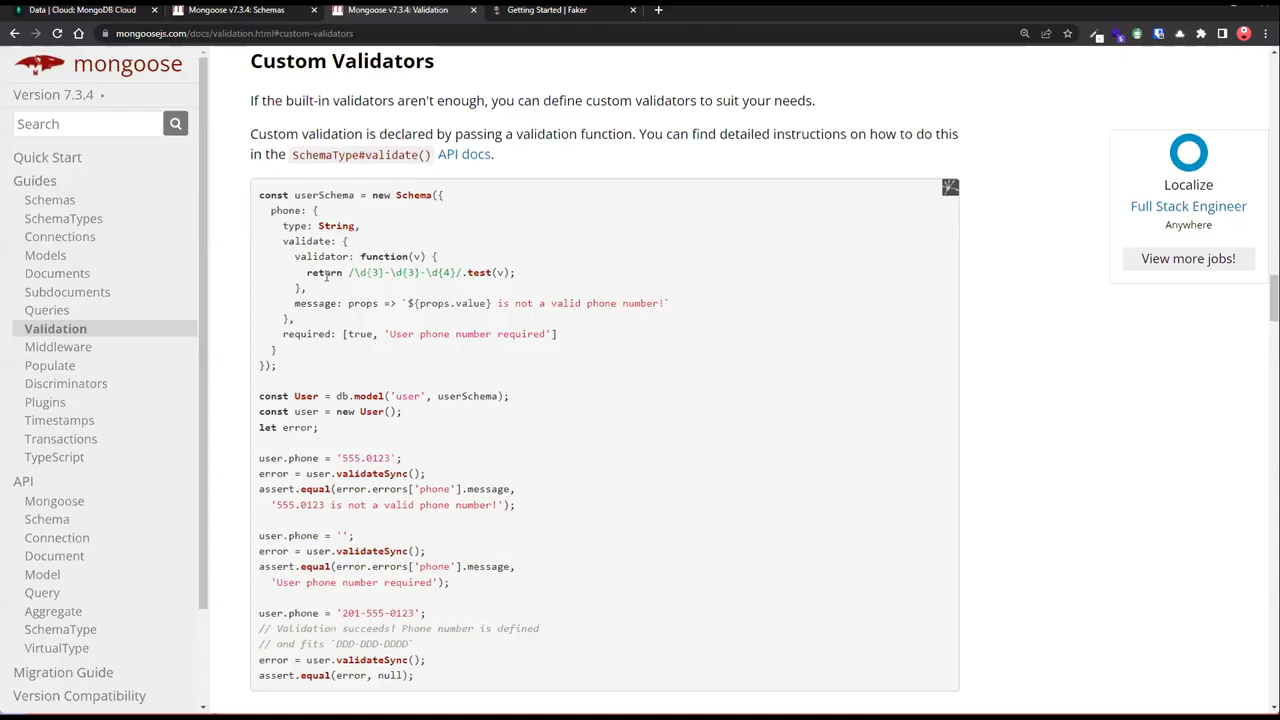 Data | Cloud: MongoDB Cloud
Mongoose v7.3.4: Schemas
Mongoose v7.3.4: Validation
Getting Started | Faker
mongoosejs.com/docs/validation.html#custom-validators
mongoose
Version 7.3.4
Search
Quick Start
Guides
Schemas
SchemaTypes
Connections
Models
Documents
Subdocuments
Queries
Validation
Middleware
Populate
Discriminators
Plugins
Timestamps
Transactions
TypeScript
API
Mongoose
Schema
Connection
Document
Model
Query
Aggregate
SchemaType
VirtualType
Migration Guide
Version Compatibility
Custom Validators
If the built-in validators aren't enough, you can define custom validators to suit your needs.
Custom validation is declared by passing a validation function. You can find detailed instructions on how to do this
in the SchemaType#validate() API docs.
const userSchema = new Schema({
phone: {
type: String,
validate: {
validator: function(v) {
return /\d{3}-\d{3}-\d{4}/.test(v);
},
message: props => `${props.value} is not a valid phone number!`
},
required: [true, 'User phone number required']
}
});
const User = db.model('user', userSchema);
const user = new User();
let error;
user.phone = '555.0123';
error = user.validateSync();
assert.equal(error.errors['phone'].message,
'555.0123 is not a valid phone number!');
user.phone = '';
error = user.validateSync();
assert.equal(error.errors['phone'].message,
'User phone number required');
user.phone = '201-555-0123';
// Validation succeeds! Phone number is defined
// and fits `DDD-DDD-DDDD`
error = user.validateSync();
assert.equal(error, null);
Localize
Full Stack Engineer
Anywhere
View more jobs!